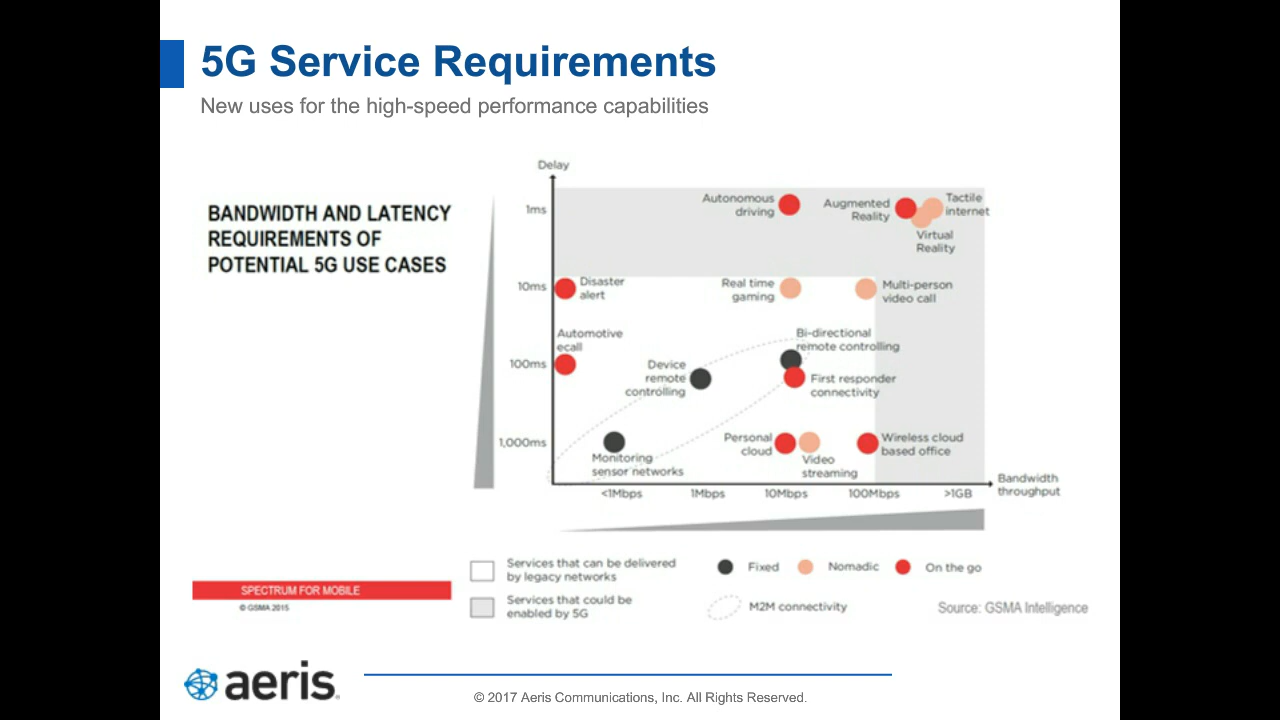 5G Service Requirements
New uses for the high-speed performance capabilities
BANDWIDTH AND LATENCY
REQUIREMENTS OF
POTENTIAL 5G USE CASES
Delay
1ms
10ms
100ms
1,000ms
Autonomous
driving
Augmented
Reality
Tactile
internet
Virtual
Reality
Disaster
alert
Real time
gaming
Multi-person
video call
Automotive
ecall
Device
remote
controlling
Bi-directional
remote controlling
First responder
connectivity
Monitoring
sensor networks
Personal
cloud
Video
streaming
Wireless cloud
based office
<1Mbps
1Mbps
10Mbps
100Mbps
>1GB
Bandwidth
throughput
Services that can be delivered
by legacy networks
Services that could be
enabled by 5G
Fixed
Nomadic
On the go
M2M connectivity
Source: GSMA Intelligence
SPECTRUM FOR MOBILE
© GSMA 2015
aeris
© 2017 Aeris Communications, Inc. All Rights Reserved.